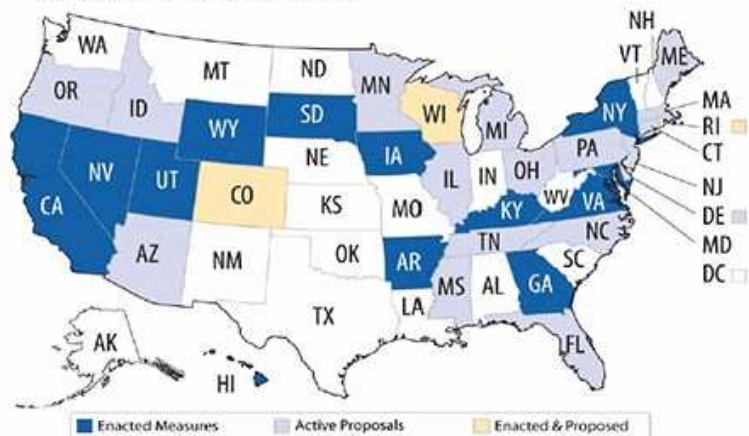 WA
MT
ND
MN
NH
VT
ME
OR
ID
WY
SD
WI
MI
NY
MA
RI
CT
NV
UT
CO
NE
IA
IL
IN
OH
PA
NJ
CA
KS
MO
KY
WV
VA
DE
MD
AZ
NM
OK
AR
TN
NC
DC
SC
MS
AL
GA
TX
LA
FL
AK
HI
Enacted Measures Active Proposals Enacted & Proposed